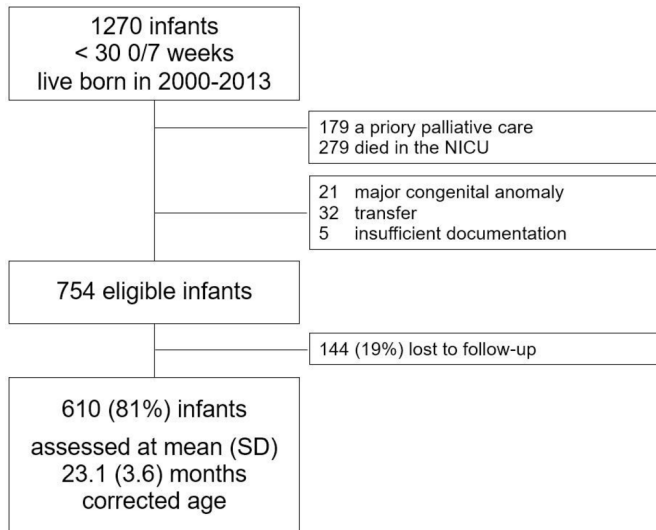 1270 infants
< 30 0/7 weeks
live born in 2000-2013
179 a priory palliative care
279 died in the NICU
21 major congenital anomaly
32 transfer
5 insufficient documentation
754 eligible infants
144 (19%) lost to follow-up
610 (81%) infants
assessed at mean (SD)
23.1 (3.6) months
corrected age